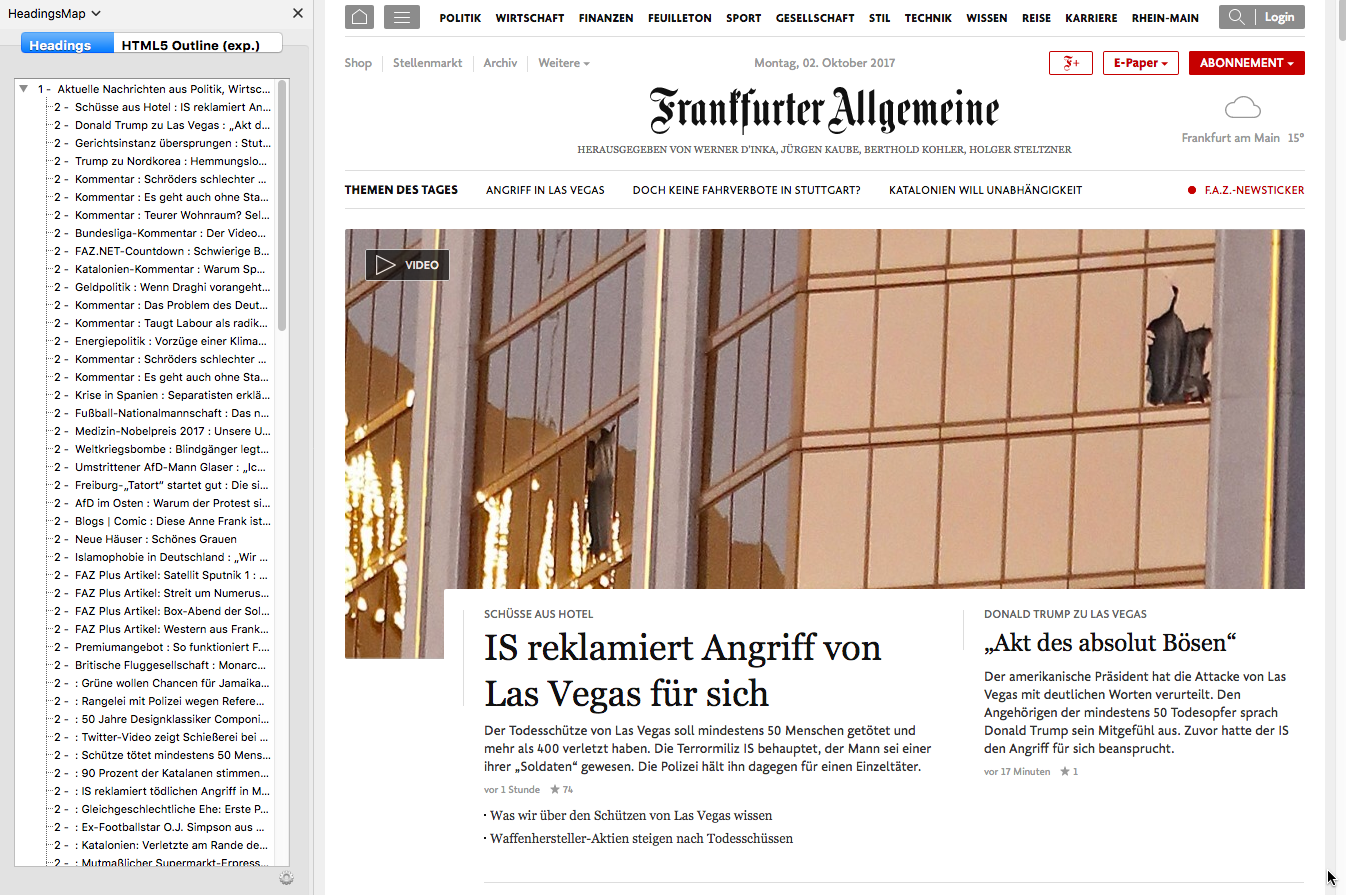 HeadingsMap
Headings
HTML5 Outline (exp.)
1 - Aktuelle Nachrichten aus Politik, Wirtsc...
2 - Schüsse aus Hotel : IS reklamiert An...
2 - Donald Trump zu Las Vegas : „Akt d...
2 - Gerichtsinstanz übersprungen : Stut...
2 - Trump zu Nordkorea : Hemmungslo...
2 - Kommentar : Schröders schlechter ...
2 - Kommentar : Es geht auch ohne Sta...
2 - Kommentar : Teurer Wohnraum? Sel...
2 - Bundesliga-Kommentar : Der Video...
2 - FAZ.NET-Countdown : Schwierige B...
2 - Katalonien-Kommentar : Warum Sp...
2 - Geldpolitik : Wenn Draghi vorangeht...
2 - Kommentar : Das Problem des Deut...
2 - Kommentar : Taugt Labour als radik...
2 - Energiepolitik : Vorzüge einer Klima...
2 - Kommentar : Schröders schlechter ...
2 - Kommentar : Es geht auch ohne Sta...
2 - Krise in Spanien : Separatisten erklä...
2 - Fußball-Nationalmannschaft : Das n...
2 - Medizin-Nobelpreis 2017 : Unsere U...
2 - Weltkriegsbombe : Blindgänger legt...
2 - Umstrittener AfD-Mann Glaser : „Ic...
2 - Freiburg-„Tatort“ startet gut : Die si...
2 - AfD im Osten : Warum der Protest si...
2 - Blogs | Comic : Diese Anne Frank ist...
2 - Neue Häuser : Schönes Grauen
2 - Islamophobie in Deutschland : „Wir ...
2 - FAZ Plus Artikel: Satellit Sputnik 1 : ...
2 - FAZ Plus Artikel: Streit um Numerus...
2 - FAZ Plus Artikel: Box-Abend der Sol...
2 - FAZ Plus Artikel: Western aus Frank...
2 - Premiumangebot : So funktioniert F....
2 - Britische Fluggesellschaft : Monarc...
2 - : Grüne wollen Chancen für Jamaika...
2 - : Rangelei mit Polizei wegen Refere...
2 - : 50 Jahre Designklassiker Componi...
2 - : Twitter-Video zeigt Schießerei bei ...
2 - : Schütze tötet mindestens 50 Mens...
2 - : 90 Prozent der Katalanen stimmen...
2 - : IS reklamiert tödlichen Angriff in M...
2 - : Gleichgeschlechtliche Ehe: Erste P...
2 - : Ex-Footballstar O.J. Simpson aus ...
2 - : Katalonien: Verletzte am Rande de...
2 - : Mutmaßlicher Supermarkt-Erpress...
POLITIK WIRTSCHAFT FINANZEN FEUILLETON SPORT GESELLSCHAFT STIL TECHNIK WISSEN REISE KARRIERE RHEIN-MAIN Login
Shop Stellenmarkt Archiv Weitere Montag, 02. Oktober 2017 F+ E-Paper ABONNEMENT
Frankfurter Allgemeine
HERAUSGEGEBEN VON WERNER D'INKA, JÜRGEN KAUBE, BERTHOLD KOHLER, HOLGER STELTZNER
Frankfurt am Main 15°
THEMEN DES TAGES ANGRIFF IN LAS VEGAS DOCH KEINE FAHRVERBOTE IN STUTTGART? KATALONIEN WILL UNABHÄNGIGKEIT F.A.Z.-NEWSTICKER
VIDEO
SCHÜSSE AUS HOTEL
IS reklamiert Angriff von
Las Vegas für sich
Der Todesschütze von Las Vegas soll mindestens 50 Menschen getötet und
mehr als 400 verletzt haben. Die Terrormiliz IS behauptet, der Mann sei einer
ihrer „Soldaten“ gewesen. Die Polizei hält ihn dagegen für einen Einzeltäter.
vor 1 Stunde ★ 74
· Was wir über den Schützen von Las Vegas wissen
· Waffenhersteller-Aktien steigen nach Todesschüssen
DONALD TRUMP ZU LAS VEGAS
„Akt des absolut Bösen“
Der amerikanische Präsident hat die Attacke von Las
Vegas mit deutlichen Worten verurteilt. Den
Angehörigen der mindestens 50 Todesopfer sprach
Donald Trump sein Mitgefühl aus. Zuvor hatte der IS
den Angriff für sich beansprucht.
vor 17 Minuten ★ 1